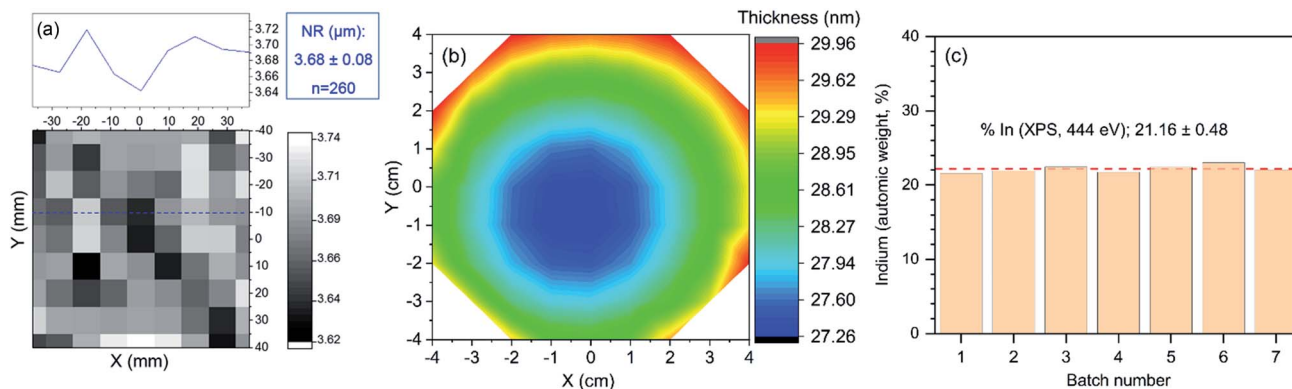 (a)
3.72
3.70
3.68
3.66
3.64
-30 -20 -10 0 10 20 30
NR (µm):
3.68 ± 0.08
n=260
-40
-30
-20
-10
0
10
20
30
40
Y (mm)
X (mm)
3.74
3.71
3.69
3.66
3.64
3.62
(b)
4
3
2
1
0
-1
-2
-3
-4
Y (cm)
-4 -3 -2 -1 0 1 2 3 4
X (cm)
Thickness (nm)
29.96
29.63
29.29
28.95
28.61
28.27
27.94
27.60
27.26
(c)
40
30
20
10
0
Indium (automic weight, %)
% In (XPS, 444 eV); 21.16 ± 0.48
1 2 3 4 5 6 7
Batch number